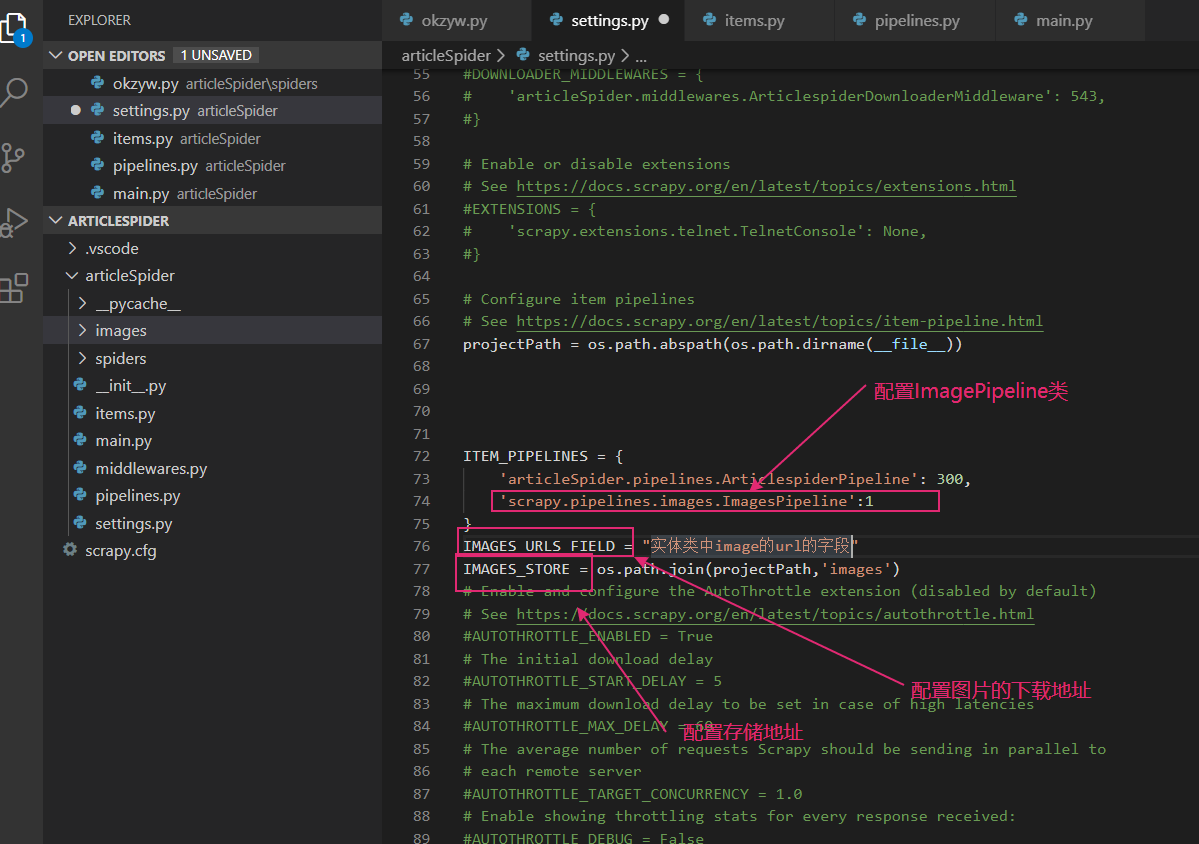 EXPLORER
OPEN EDITORS 1 UNSAVED
okzyw.py articleSpider\spiders
settings.py articleSpider
items.py articleSpider
pipelines.py articleSpider
main.py articleSpider
ARTICLESPIDER
.vscode
articleSpider
__pycache__
images
spiders
__init__.py
items.py
main.py
middlewares.py
pipelines.py
settings.py
scrapy.cfg
1
okzyw.py settings.py items.py pipelines.py main.py
articleSpider > settings.py > ...
55 #DOWNLOADER_MIDDLEWARES = {
56 #    'articleSpider.middlewares.ArticlespiderDownloaderMiddleware': 543,
57 #}
58
59 # Enable or disable extensions
60 # See https://docs.scrapy.org/en/latest/topics/extensions.html
61 #EXTENSIONS = {
62 #    'scrapy.extensions.telnet.TelnetConsole': None,
63 #}
64
65 # Configure item pipelines
66 # See https://docs.scrapy.org/en/latest/topics/item-pipeline.html
67 projectPath = os.path.abspath(os.path.dirname(__file__))
68
69
配置ImagePipeline类
70
71
72 ITEM_PIPELINES = {
73     'articleSpider.pipelines.ArticlespiderPipeline': 300,
74     'scrapy.pipelines.images.ImagesPipeline':1
75 }
76 IMAGES_URLS_FIELD = "实体类中image的url的字段"
77 IMAGES_STORE = os.path.join(projectPath,'images')
78 # Enable and configure the AutoThrottle extension (disabled by default)
79 # See https://docs.scrapy.org/en/latest/topics/autothrottle.html
80 #AUTOTHROTTLE_ENABLED = True
81 # The initial download delay
82 #AUTOTHROTTLE_START_DELAY = 5
配置图片的下载地址
83 # The maximum download delay to be set in case of high latencies
84 #AUTOTHROTTLE_MAX_DELAY = 60
配置存储地址
85 # The average number of requests Scrapy should be sending in parallel to
86 # each remote server
87 #AUTOTHROTTLE_TARGET_CONCURRENCY = 1.0
88 # Enable showing throttling stats for every response received:
89 #AUTOTHROTTLE_DEBUG = False